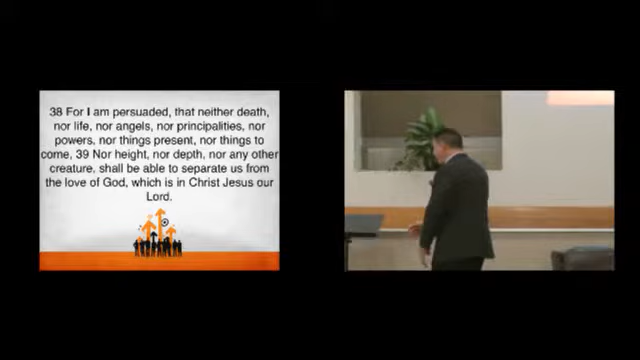 38 For I am persuaded, that neither death,
nor life, nor angels, nor principalities, nor
powers, nor things present, nor things to
come, 39 Nor height, nor depth, nor any other
creature, shall be able to separate us from
the love of God, which is in Christ Jesus our
Lord.